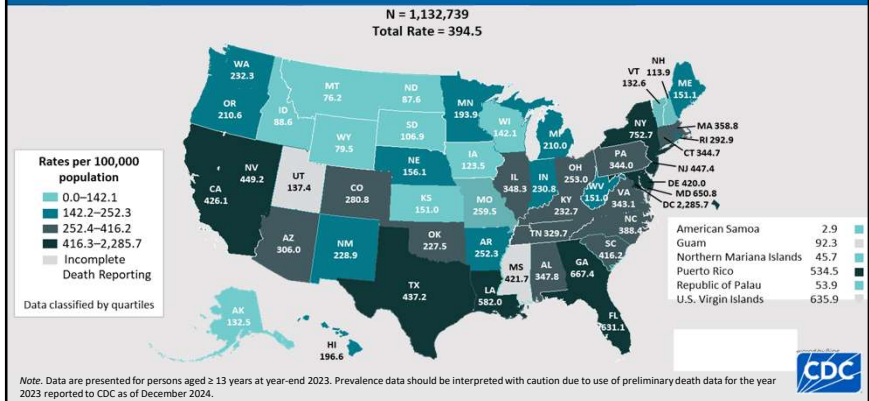 N = 1,132,739
Total Rate = 394.5
WA
232.3
OR
210.6
CA
426.1
NV
449.2
ID
88.6
MT
76.2
WY
79.5
UT
137.4
AZ
306.0
CO
280.8
NM
228.9
ND
87.6
SD
106.9
NE
156.1
KS
151.0
OK
227.5
TX
437.2
MN
193.9
IA
123.5
MO
259.5
AR
252.3
LA
582.0
WI
142.1
IL
348.3
MI
210.0
IN
230.8
OH
253.0
KY
232.7
TN 329.7
MS
421.7
AL
347.8
GA
667.4
FL
631.1
SC
416.2
NC
388.4
VA
343.1
WV
151.0
PA
344.0
NY
752.7
VT
132.6
NH
113.9
ME
151.1
MA 358.8
RI 292.9
CT 344.7
NJ 447.4
DE 420.0
MD 650.8
DC 2,285.7
AK
132.5
HI
196.6
Rates per 100,000
population
0.0–142.1
142.2–252.3
252.4–416.2
416.3–2,285.7
Incomplete
Death Reporting
Data classified by quartiles
American Samoa 2.9
Guam 92.3
Northern Mariana Islands 45.7
Puerto Rico 534.5
Republic of Palau 53.9
U.S. Virgin Islands 635.9
Note. Data are presented for persons aged ≥ 13 years at year-end 2023. Prevalence data should be interpreted with caution due to use of preliminary death data for the year
2023 reported to CDC as of December 2024.
CDC